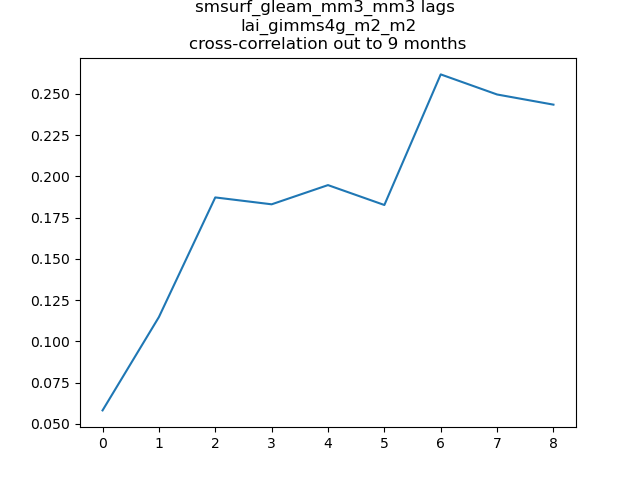 smsurf_gleam_mm3_mm3 lags
lai_gimms4g_m2_m2
cross-correlation out to 9 months
0.250
0.225
0.200
0.175
0.150
0.125
0.100
0.075
0.050
0 1 2 3 4 5 6 7 8